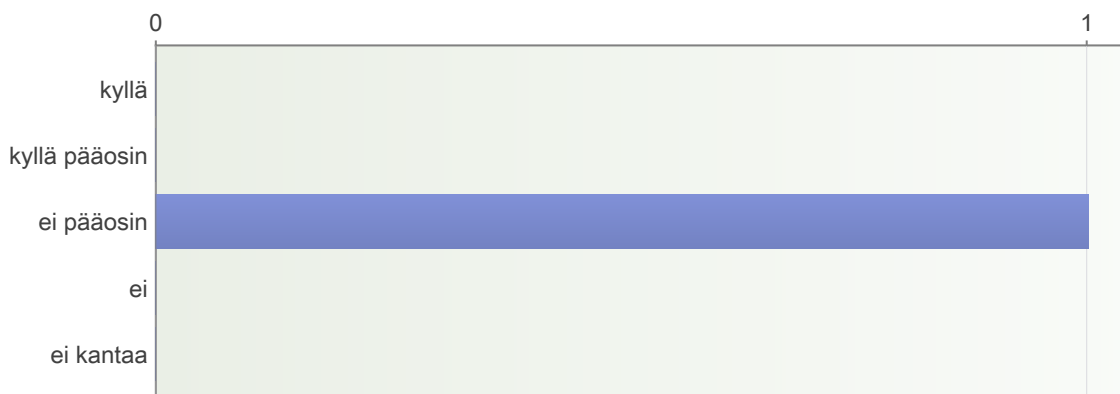 0 1
kyllä
kyllä pääosin
ei pääosin
ei
ei kantaa